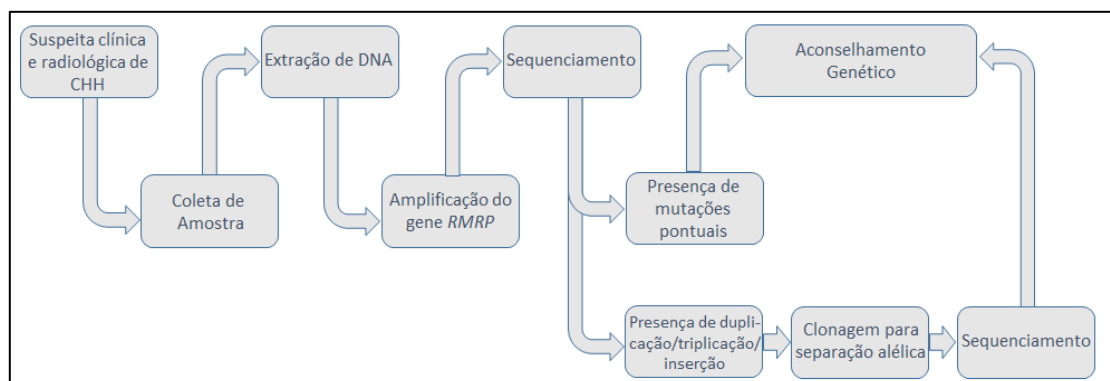 Suspeita clínica
e radiológica de
CHH
Coleta de
Amostra
Extração de DNA
Amplificação do
gene RMRP
Sequenciamento
Presença de
mutações
pontuais
Aconselhamento
Genético
Presença de dupli-
cação/triplicação/
inserção
Clonagem para
separação alélica
Sequenciamento